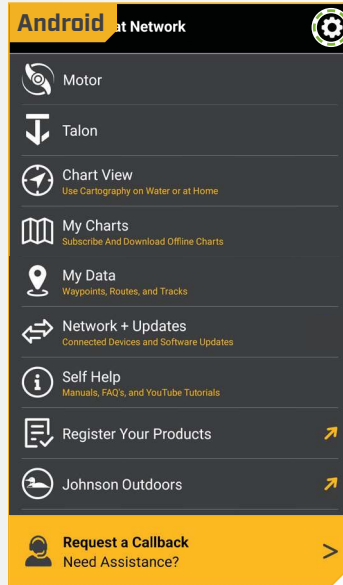 Android
at Network
Motor
Talon
Chart View
Use Cartography on Water or at Home
My Charts
Subscribe And Download Offline Charts
My Data
Waypoints, Routes, and Tracks
Network + Updates
Connected Devices and Software Updates
Self Help
Manuals, FAQ's, and YouTube Tutorials
Register Your Products
Johnson Outdoors
Request a Callback
Need Assistance?